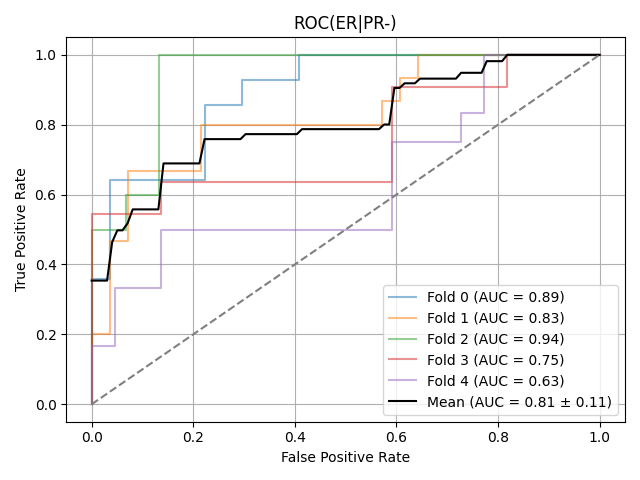 ROC(ER|PR-)
True Positive Rate
1.0
0.8
0.6
0.4
0.2
0.0
0.0 0.2 0.4 0.6 0.8 1.0
False Positive Rate
Fold 0 (AUC = 0.89)
Fold 1 (AUC = 0.83)
Fold 2 (AUC = 0.94)
Fold 3 (AUC = 0.75)
Fold 4 (AUC = 0.63)
Mean (AUC = 0.81 ± 0.11)